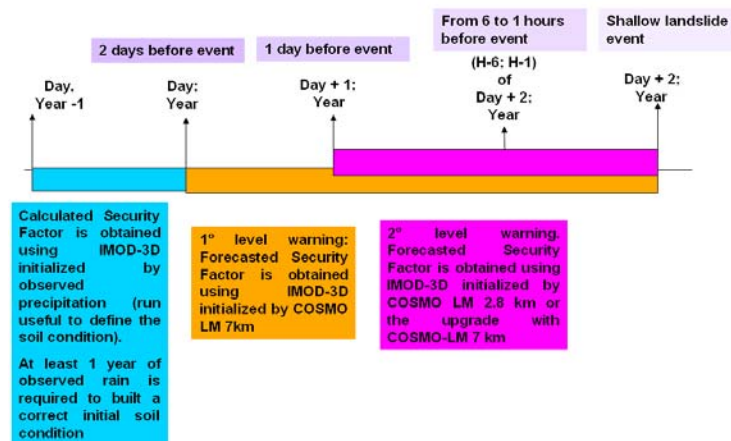 2 days before event
1 day before event
From 6 to 1 hours
before event
Shallow landslide
event
Day,
Year -1
Day;
Year
Day + 1;
Year
(H-6; H-1)
of
Day + 2;
Year
Day + 2;
Year
Calculated Security
Factor is obtained
using IMOD-3D
initialized by
observed
precipitation (run
useful to define the
soil condition).
At least 1 year of
observed rain is
required to built a
correct initial soil
condition
1° level warning:
Forecasted Security
Factor is obtained
using IMOD-3D
initialized by COSMO
LM 7km
2° level warning.
Forecasted Security
Factor is obtained using
IMOD-3D initialized by
COSMO LM 2.8 km or
the upgrade with
COSMO-LM 7 km